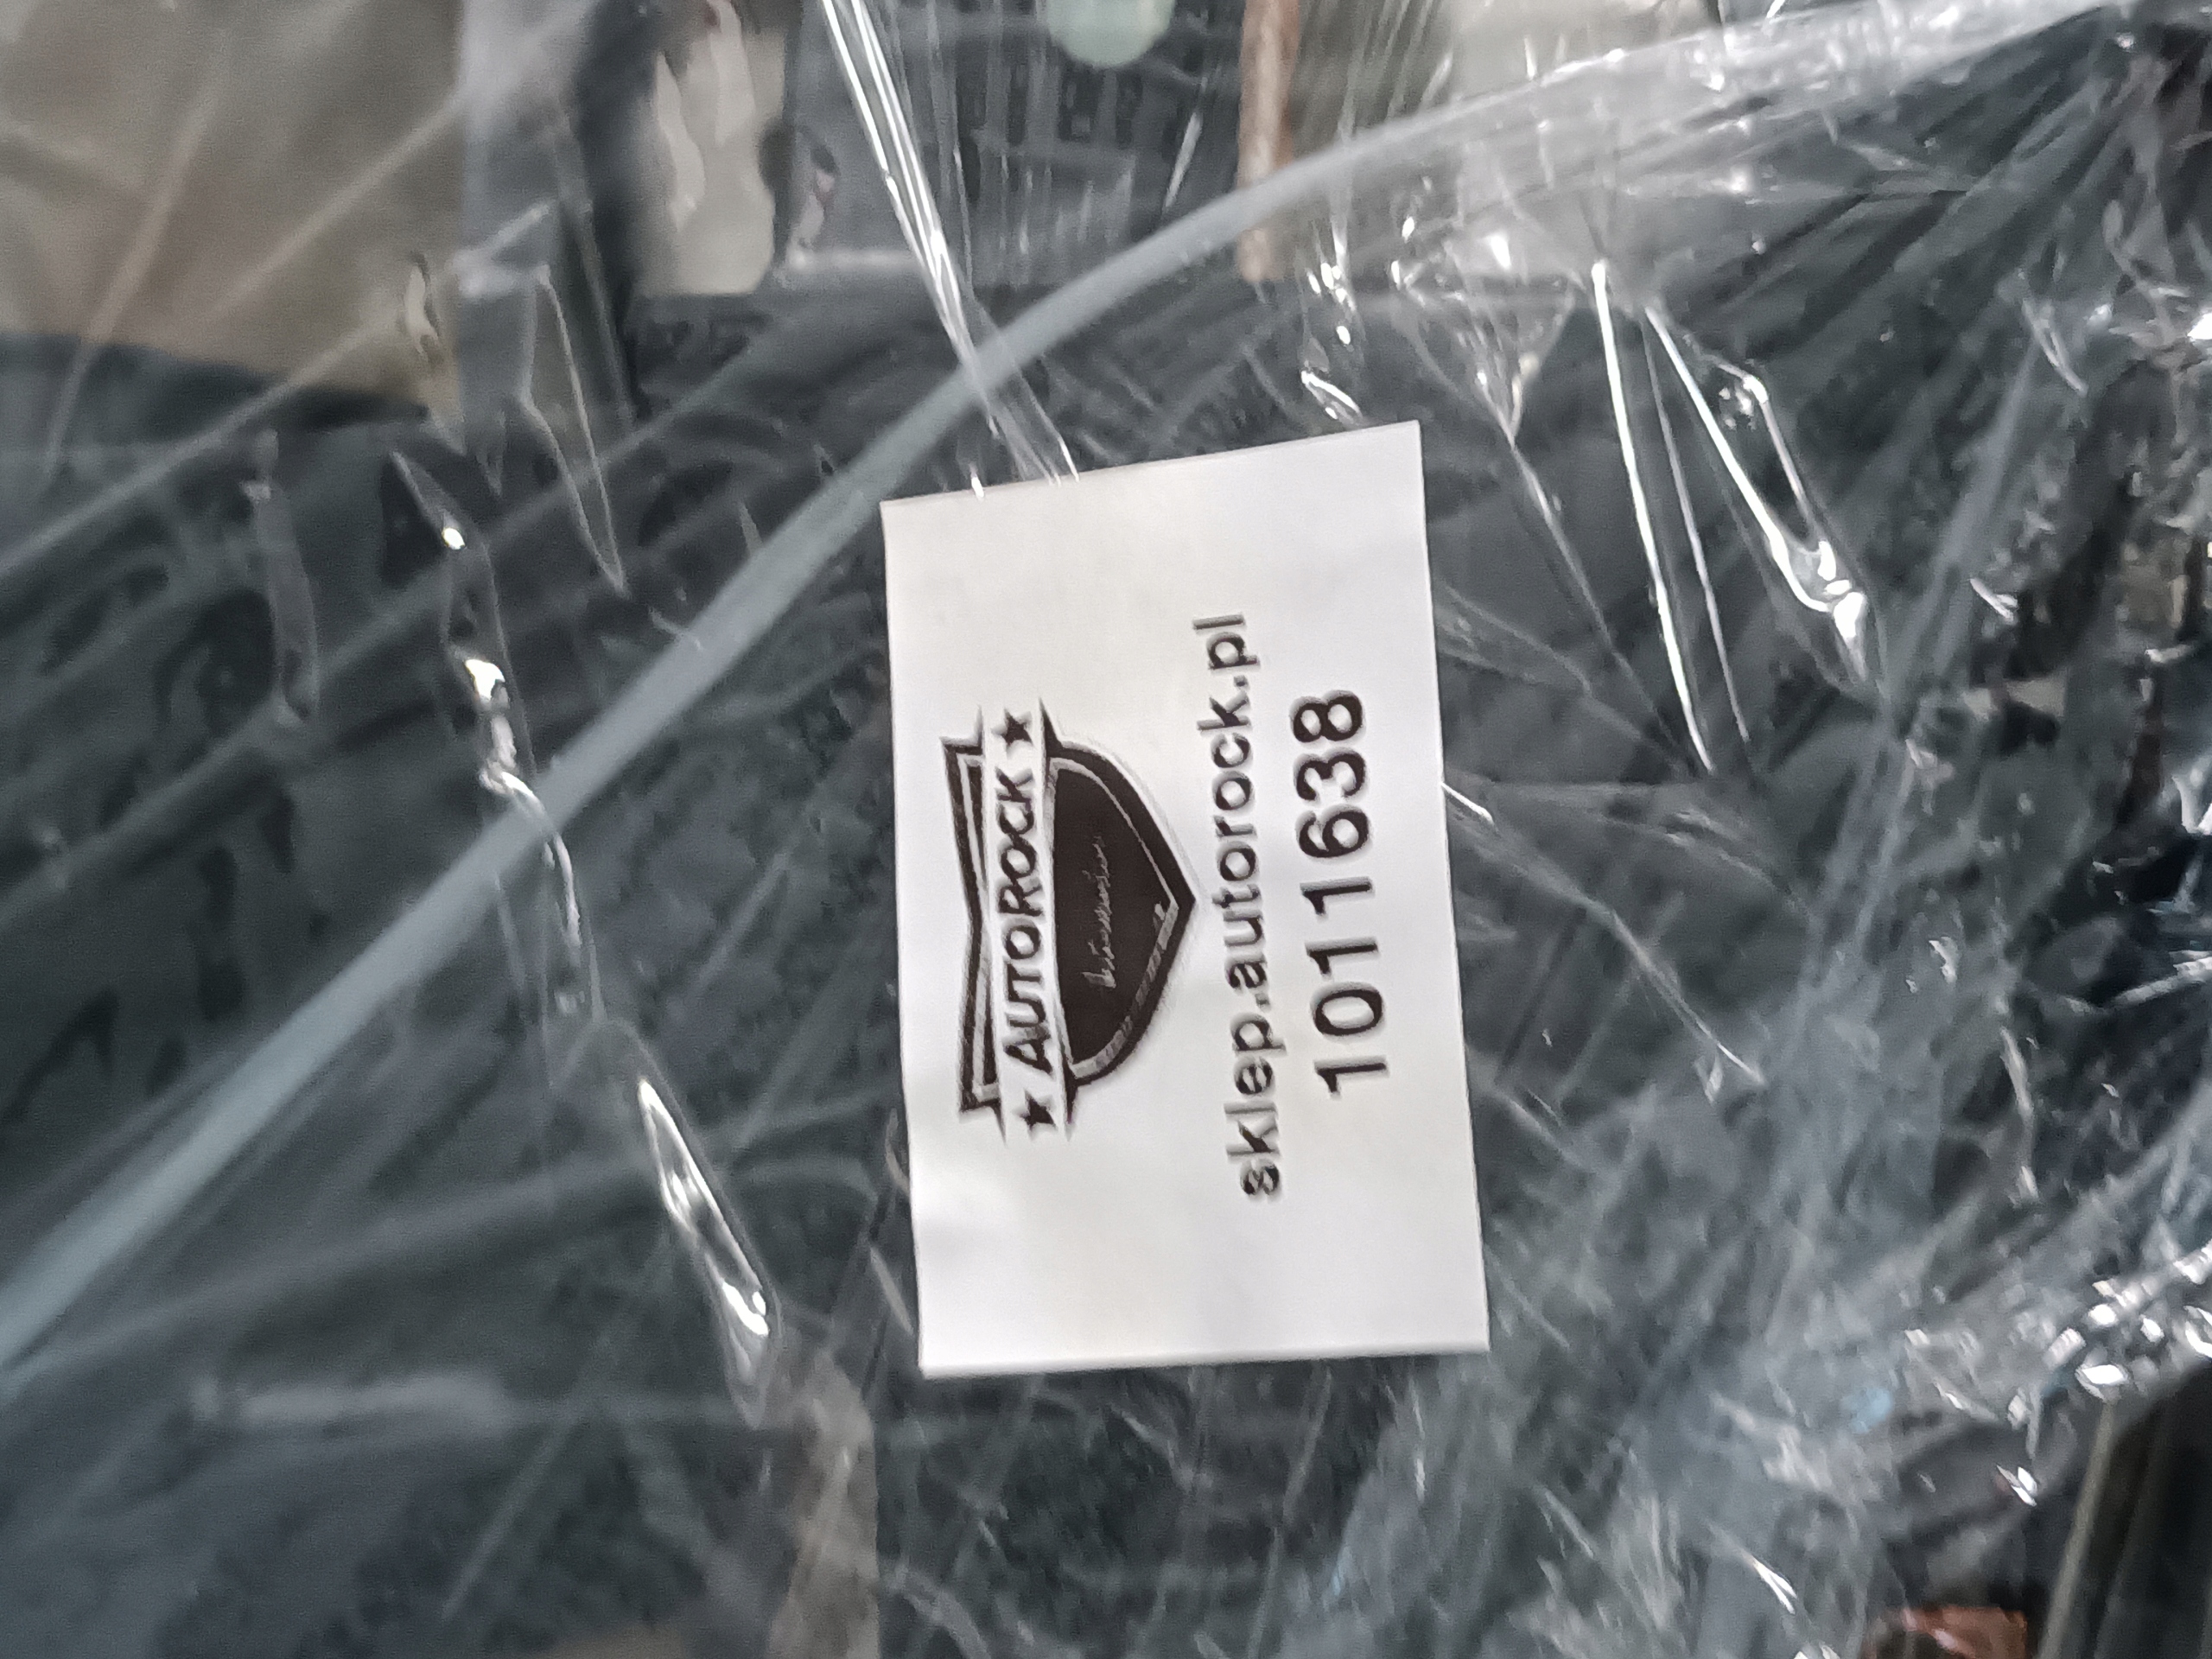 ★ AUTOROCK ★
sklep.autorock.pl
1011638